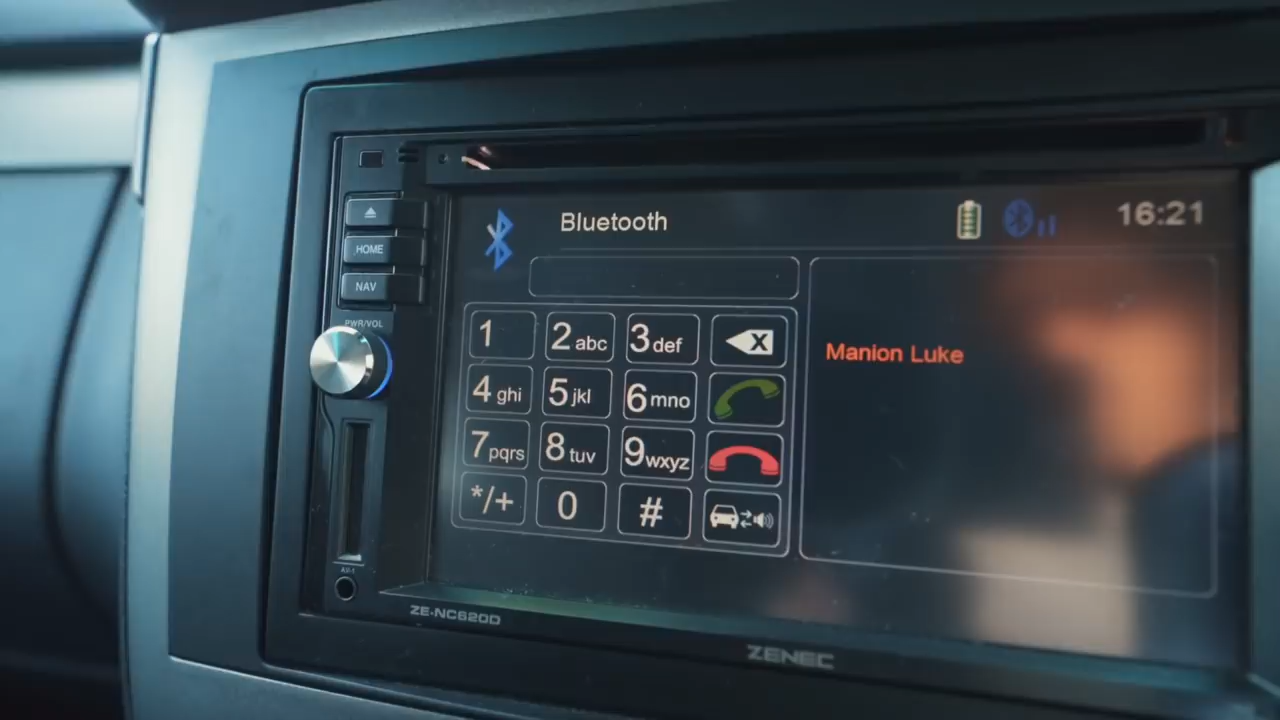 Bluetooth
16:21
HOME
NAV
PWR/VOL
1
2 abc
3 def
X
4 ghi
5 jkl
6 mno
7 pqrs
8 tuv
9 wxyz
*/+
0
#
Manion Luke
AV-1
ZE-NC620D
ZENEC